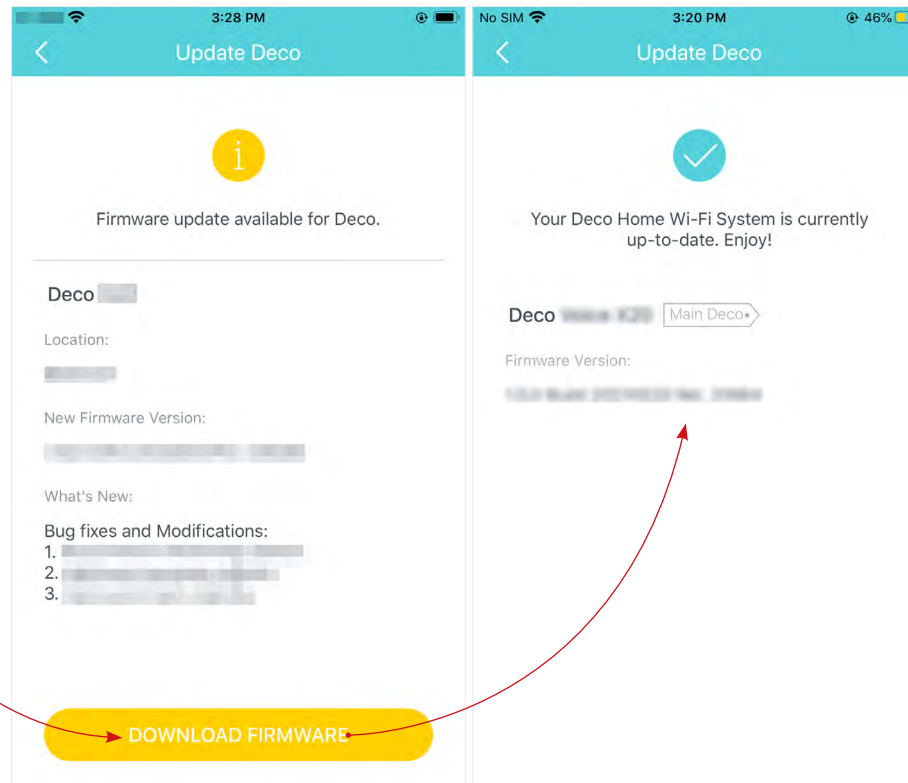 3:28 PM
Update Deco
i
Firmware update available for Deco.
Deco
Location:
New Firmware Version:
What's New:
Bug fixes and Modifications:
1.
2.
3.
DOWNLOAD FIRMWARE
No SIM 3:20 PM 46%
Update Deco
Your Deco Home Wi-Fi System is currently
up-to-date. Enjoy!
Deco Main Deco
Firmware Version: